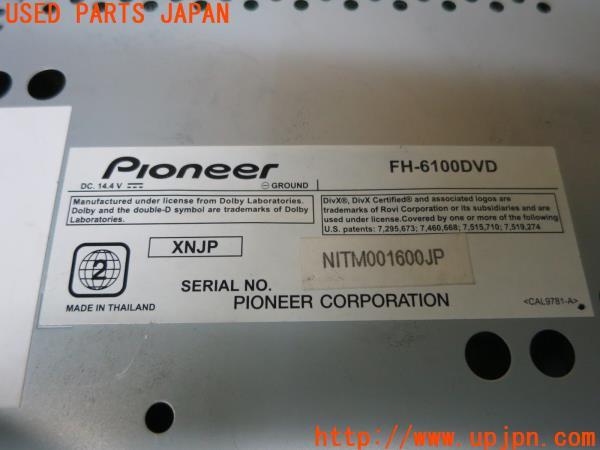 USED PARTS JAPAN
Pioneer
FH-6100DVD
DC. 14.4 V
GROUND
Manufactured under license from Dolby Laboratories.
Dolby and the double-D symbol are trademarks of Dolby
Laboratories.
DivX®, DivX Certified® and associated logos are
trademarks of Rovi Corporation or its subsidiaries and are
used under license.Covered by one or more of the following
U.S. patents: 7,295,673; 7,460,668; 7,515,710; 7,519,274
2
XNJP
NITM001600JP
SERIAL NO.
MADE IN THAILAND
PIONEER CORPORATION
<CAL9781-A>
http://www.upjpn.com/